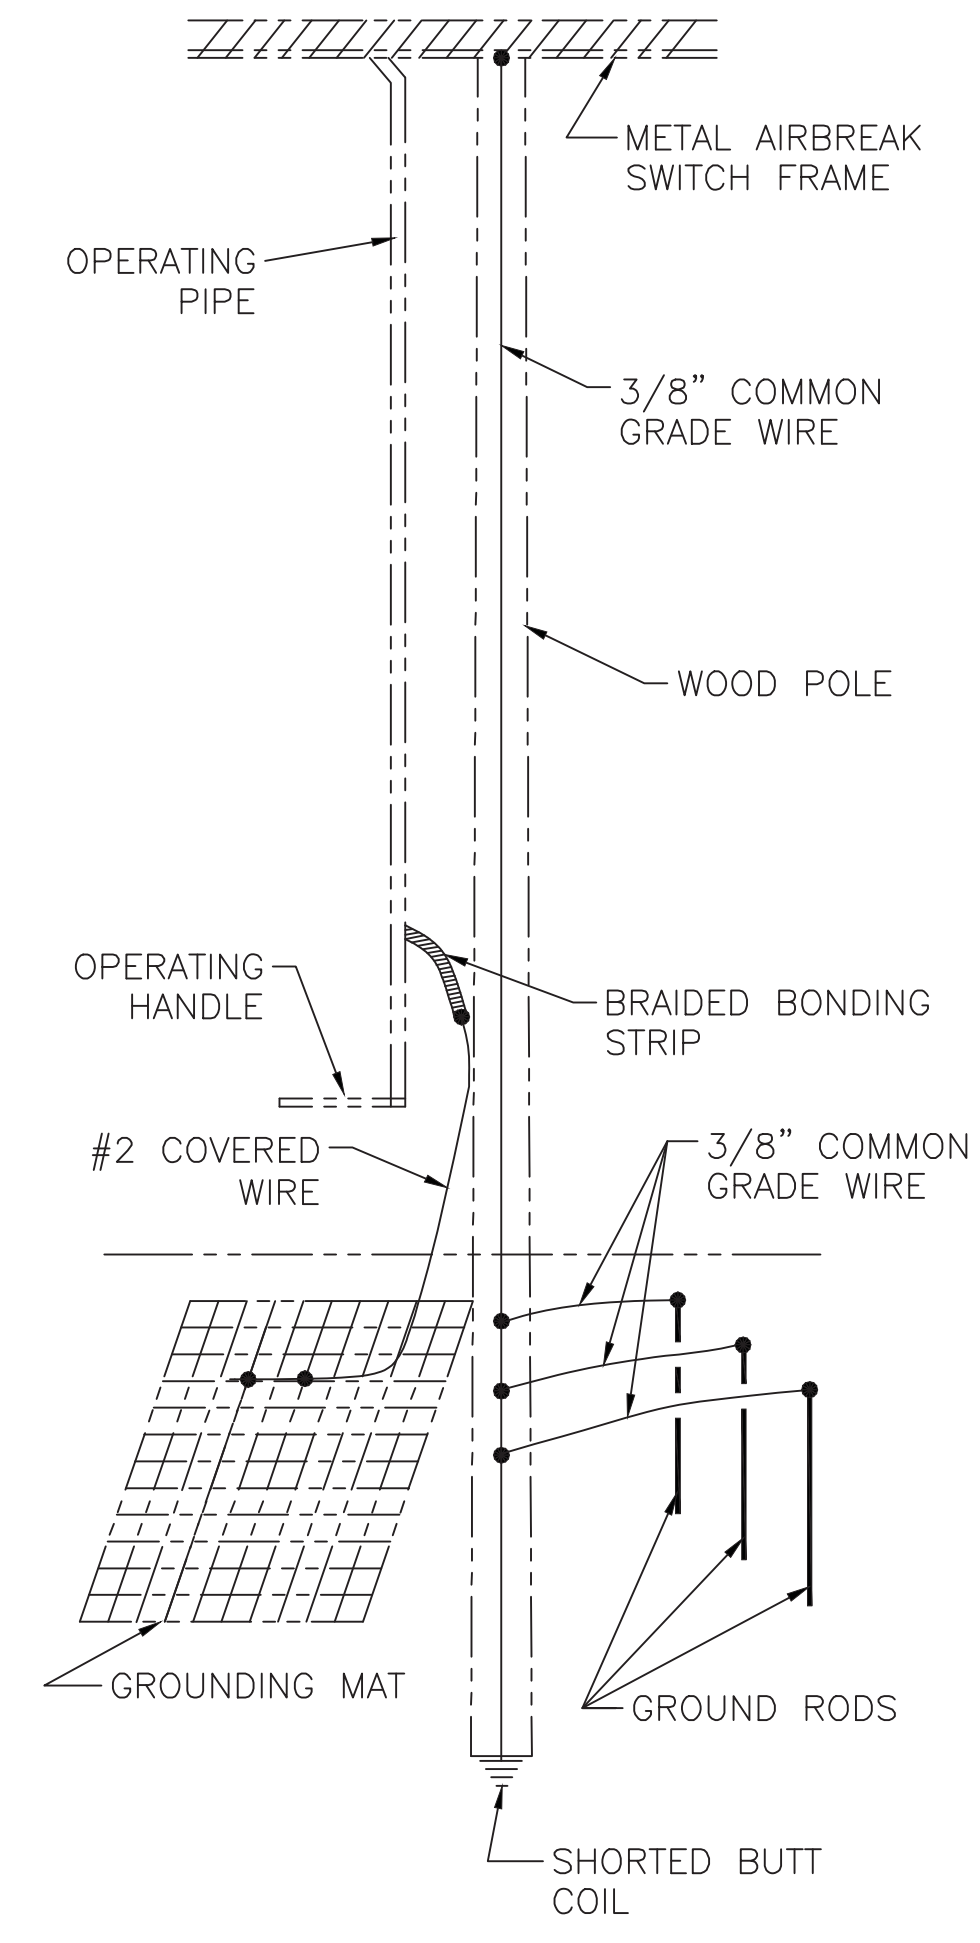 METAL AIRBREAK
SWITCH FRAME
OPERATING
PIPE
3/8" COMMON
GRADE WIRE
WOOD POLE
OPERATING
HANDLE
BRAIDED BONDING
STRIP
#2 COVERED
WIRE
3/8" COMMON
GRADE WIRE
GROUNDING MAT
GROUND RODS
SHORTED BUTT
COIL